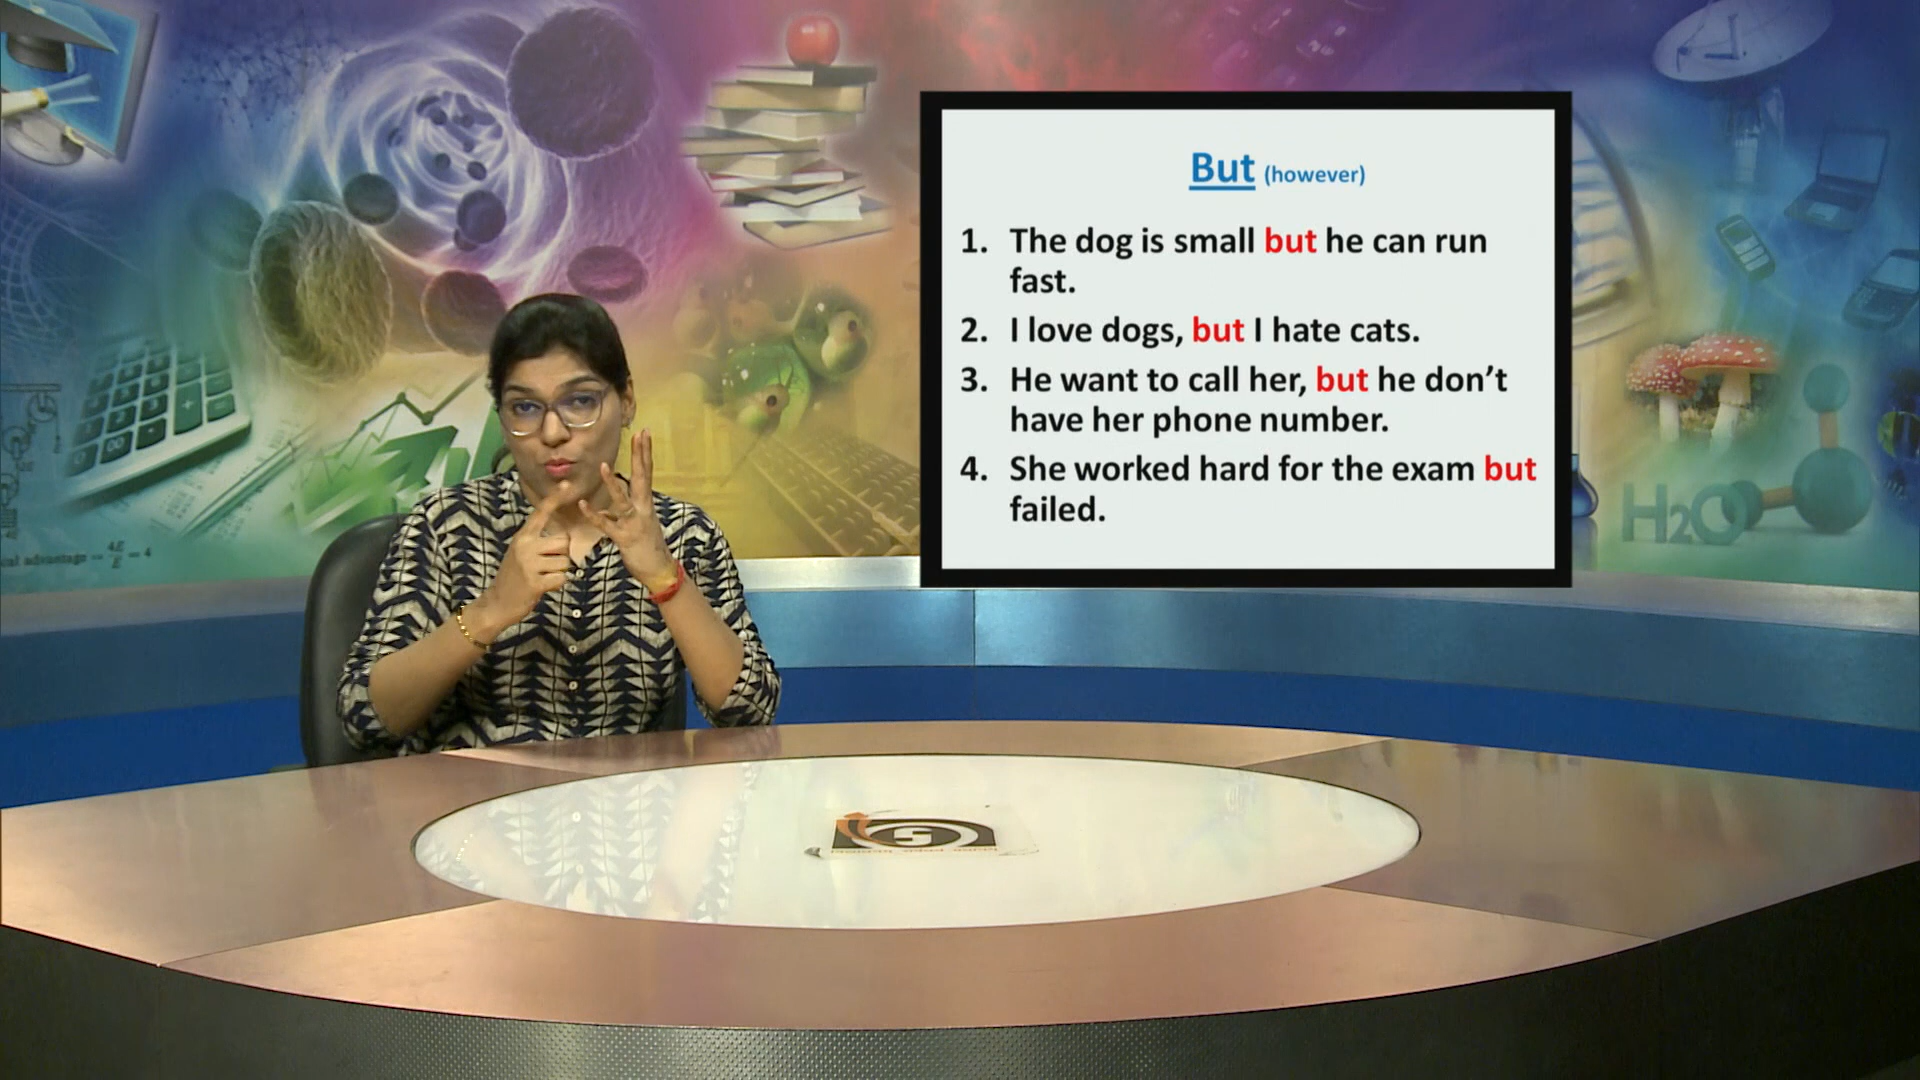 But (however)
1. The dog is small but he can run
fast.
2. I love dogs, but I hate cats.
3. He want to call her, but he don't
have her phone number.
4. She worked hard for the exam but
failed.
H2O